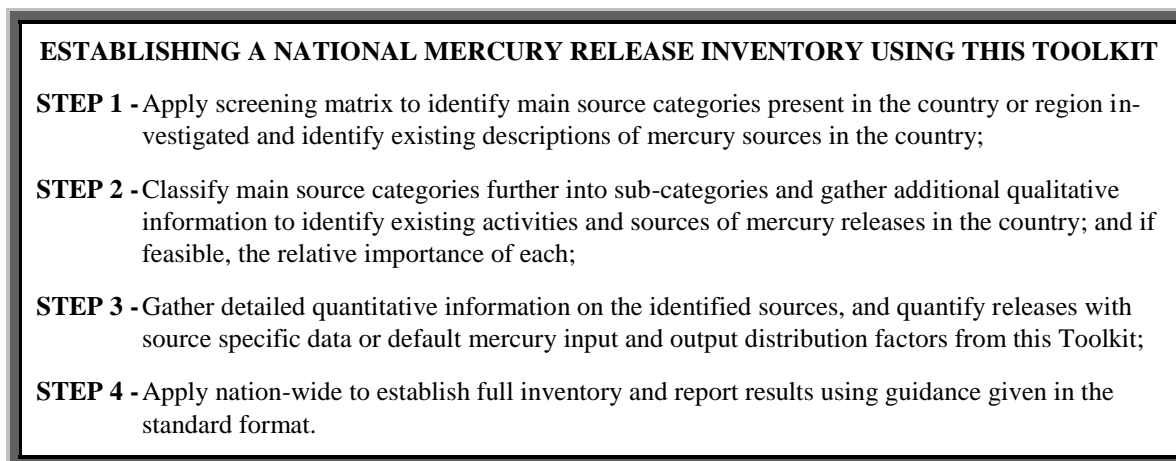 ESTABLISHING A NATIONAL MERCURY RELEASE INVENTORY USING THIS TOOLKIT
STEP 1 - Apply screening matrix to identify main source categories present in the country or region in-
vestigated and identify existing descriptions of mercury sources in the country;
STEP 2 - Classify main source categories further into sub-categories and gather additional qualitative
information to identify existing activities and sources of mercury releases in the country; and if
feasible, the relative importance of each;
STEP 3 - Gather detailed quantitative information on the identified sources, and quantify releases with
source specific data or default mercury input and output distribution factors from this Toolkit;
STEP 4 - Apply nation-wide to establish full inventory and report results using guidance given in the
standard format.